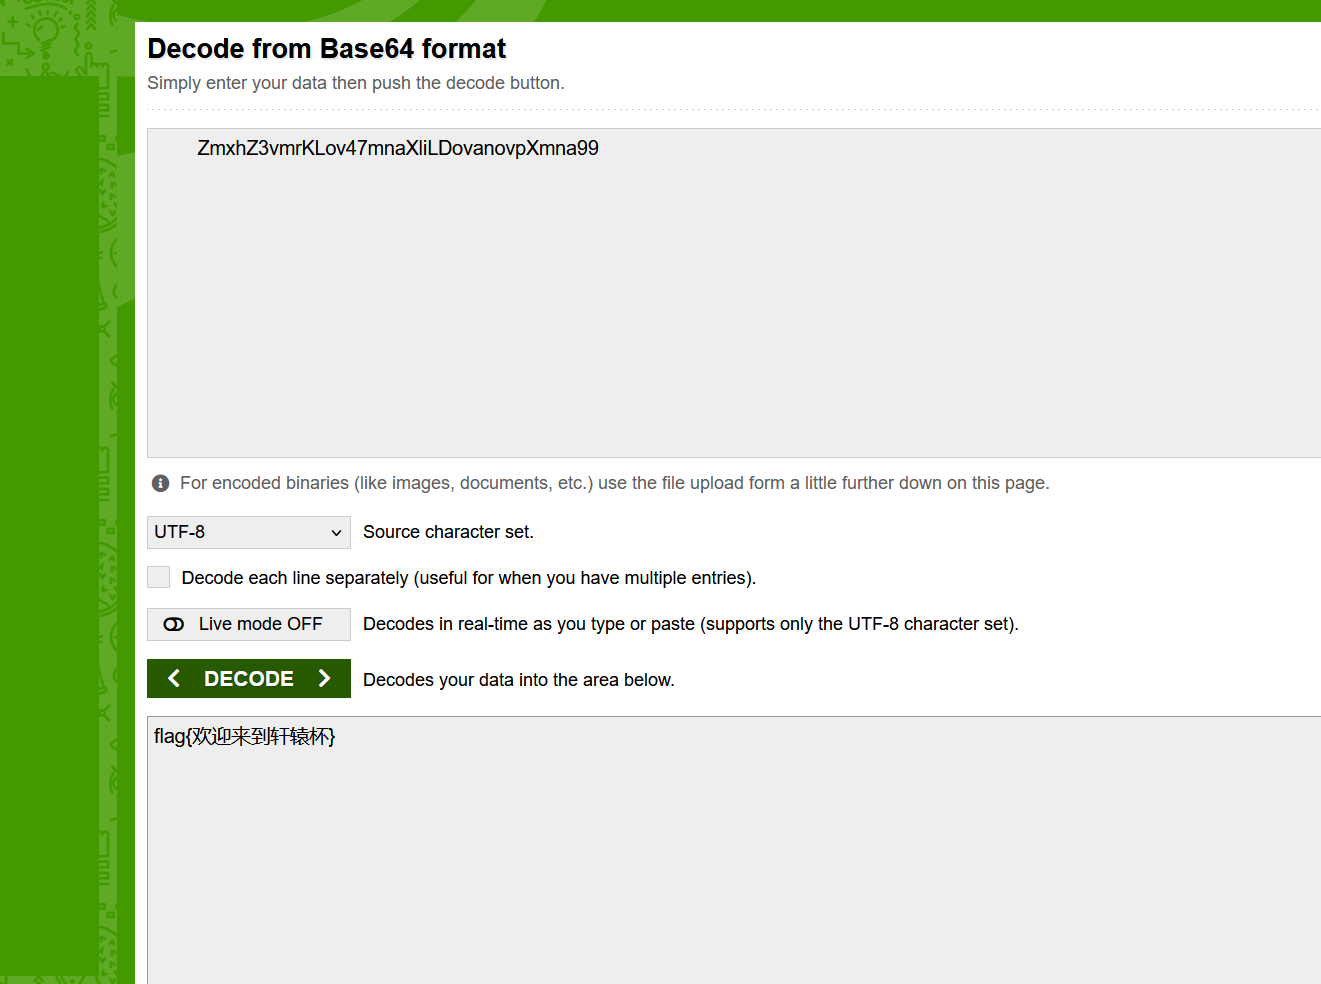 Decode from Base64 format
Simply enter your data then push the decode button.
ZmxhZ3vmrKLov47mnaXliLDovanovpXmna99
For encoded binaries (like images, documents, etc.) use the file upload form a little further down on this page.
UTF-8 Source character set.
Decode each line separately (useful for when you have multiple entries).
Live mode OFF Decodes in real-time as you type or paste (supports only the UTF-8 character set).
DECODE Decodes your data into the area below.
flag{欢迎来到轩辕杯}